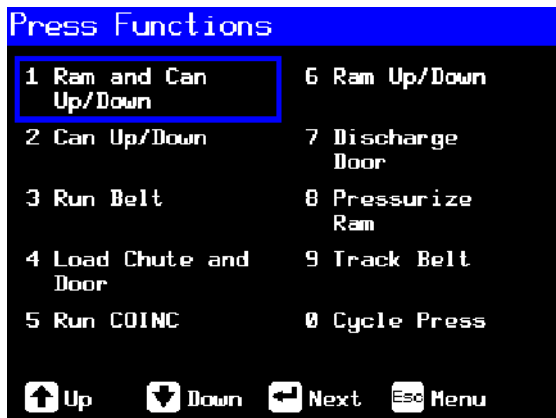 Press Functions
1 Ram and Can
Up/Down
6 Ram Up/Down
2 Can Up/Down
7 Discharge
Door
3 Run Belt
8 Pressurize
Ram
4 Load Chute and
Door
9 Track Belt
5 Run COINC
0 Cycle Press
Up Down Next Esc Menu